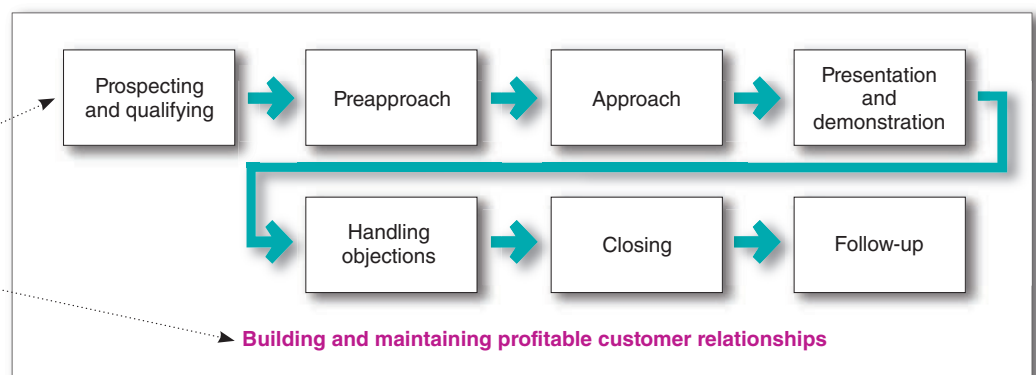 Prospecting
and qualifying
Preapproach
Approach
Presentation
and
demonstration
Handling
objections
Closing
Follow-up
Building and maintaining profitable customer relationships